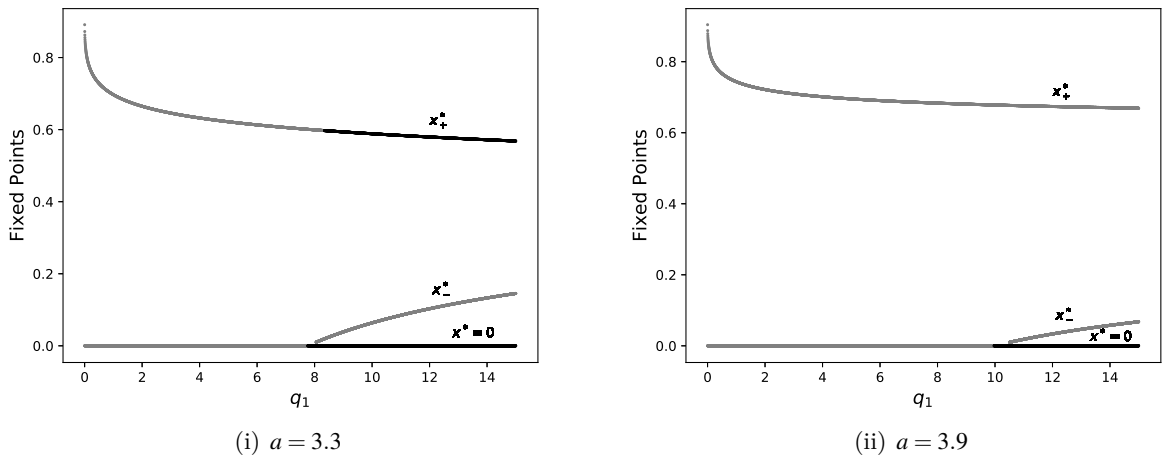 Fixed Points
0.8
0.6
0.4
0.2
0.0
x₊*
x₋*
x* = 0
0 2 4 6 8 10 12 14
q₁
(i) a = 3.3
Fixed Points
0.8
0.6
0.4
0.2
0.0
x₊*
x₋*
x* = 0
0 2 4 6 8 10 12 14
q₁
(ii) a = 3.9